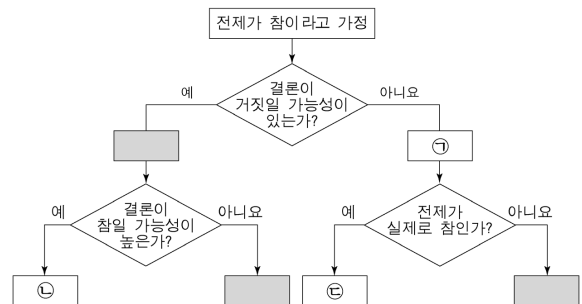 전제가 참이라고 가정
결론이
거짓일 가능성이
있는가?
예
아니요
㉠
결론이
참일 가능성이
높은가?
예
아니요
전제가
실제로 참인가?
예
아니요
㉡
㉢